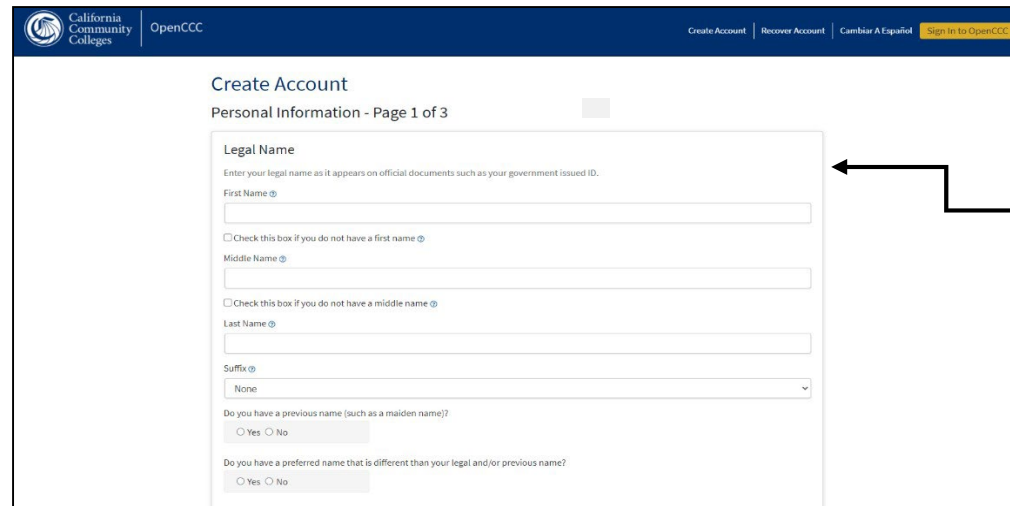 California
Community
Colleges
OpenCCC
Create Account
Recover Account
Cambiar A Español
Sign In to OpenCCC
Create Account
Personal Information - Page 1 of 3
Legal Name
Enter your legal name as it appears on official documents such as your government issued ID.
First Name
Check this box if you do not have a first name
Middle Name
Check this box if you do not have a middle name
Last Name
Suffix
None
Do you have a previous name (such as a maiden name)?
Yes No
Do you have a preferred name that is different than your legal and/or previous name?
Yes No